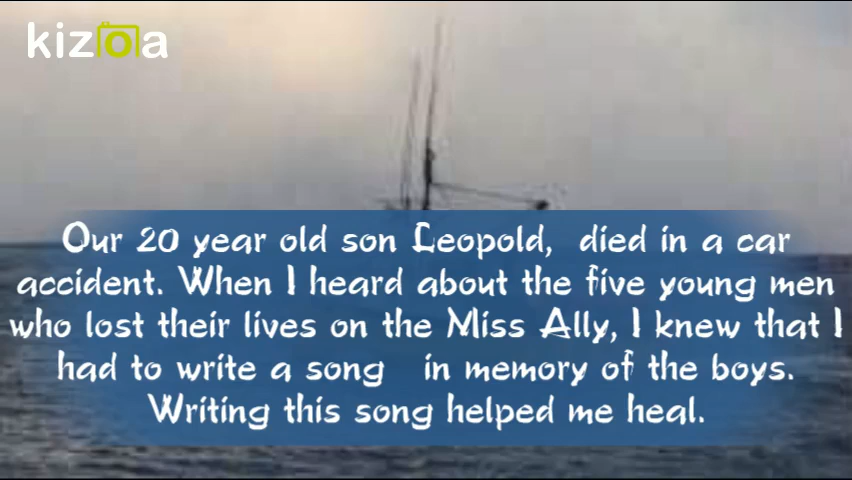 kizoa
Our 20 year old son Leopold, died in a car
accident. When I heard about the five young men
who lost their lives on the Miss Ally, I knew that I
had to write a song in memory of the boys.
Writing this song helped me heal.